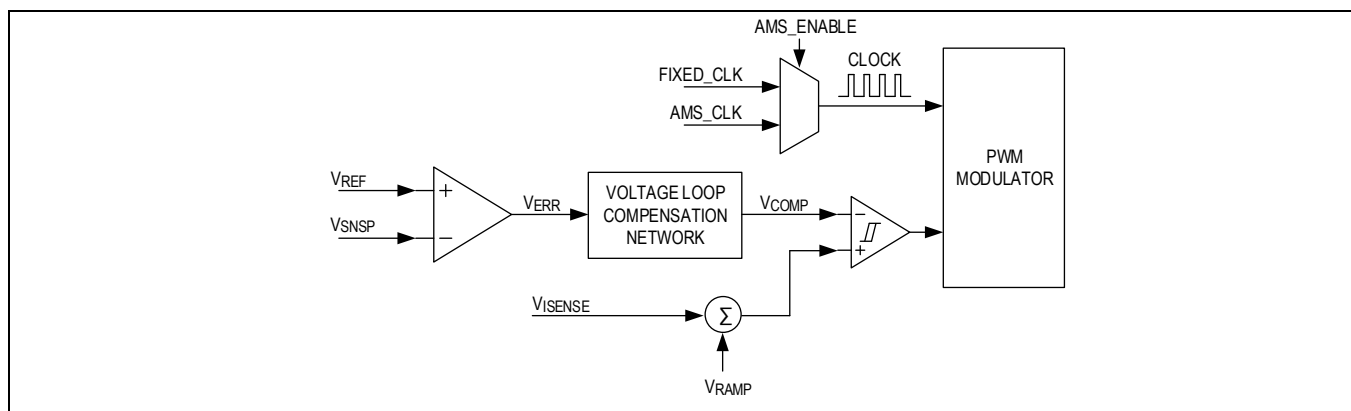 AMS_ENABLE
FIXED_CLK
CLOCK
AMS_CLK
PWM
MODULATOR
VREF
+
VERR
VOLTAGE LOOP
COMPENSATION
NETWORK
VCOMP
−
VSNSP
−
+
VISENSE
Σ
VRAMP